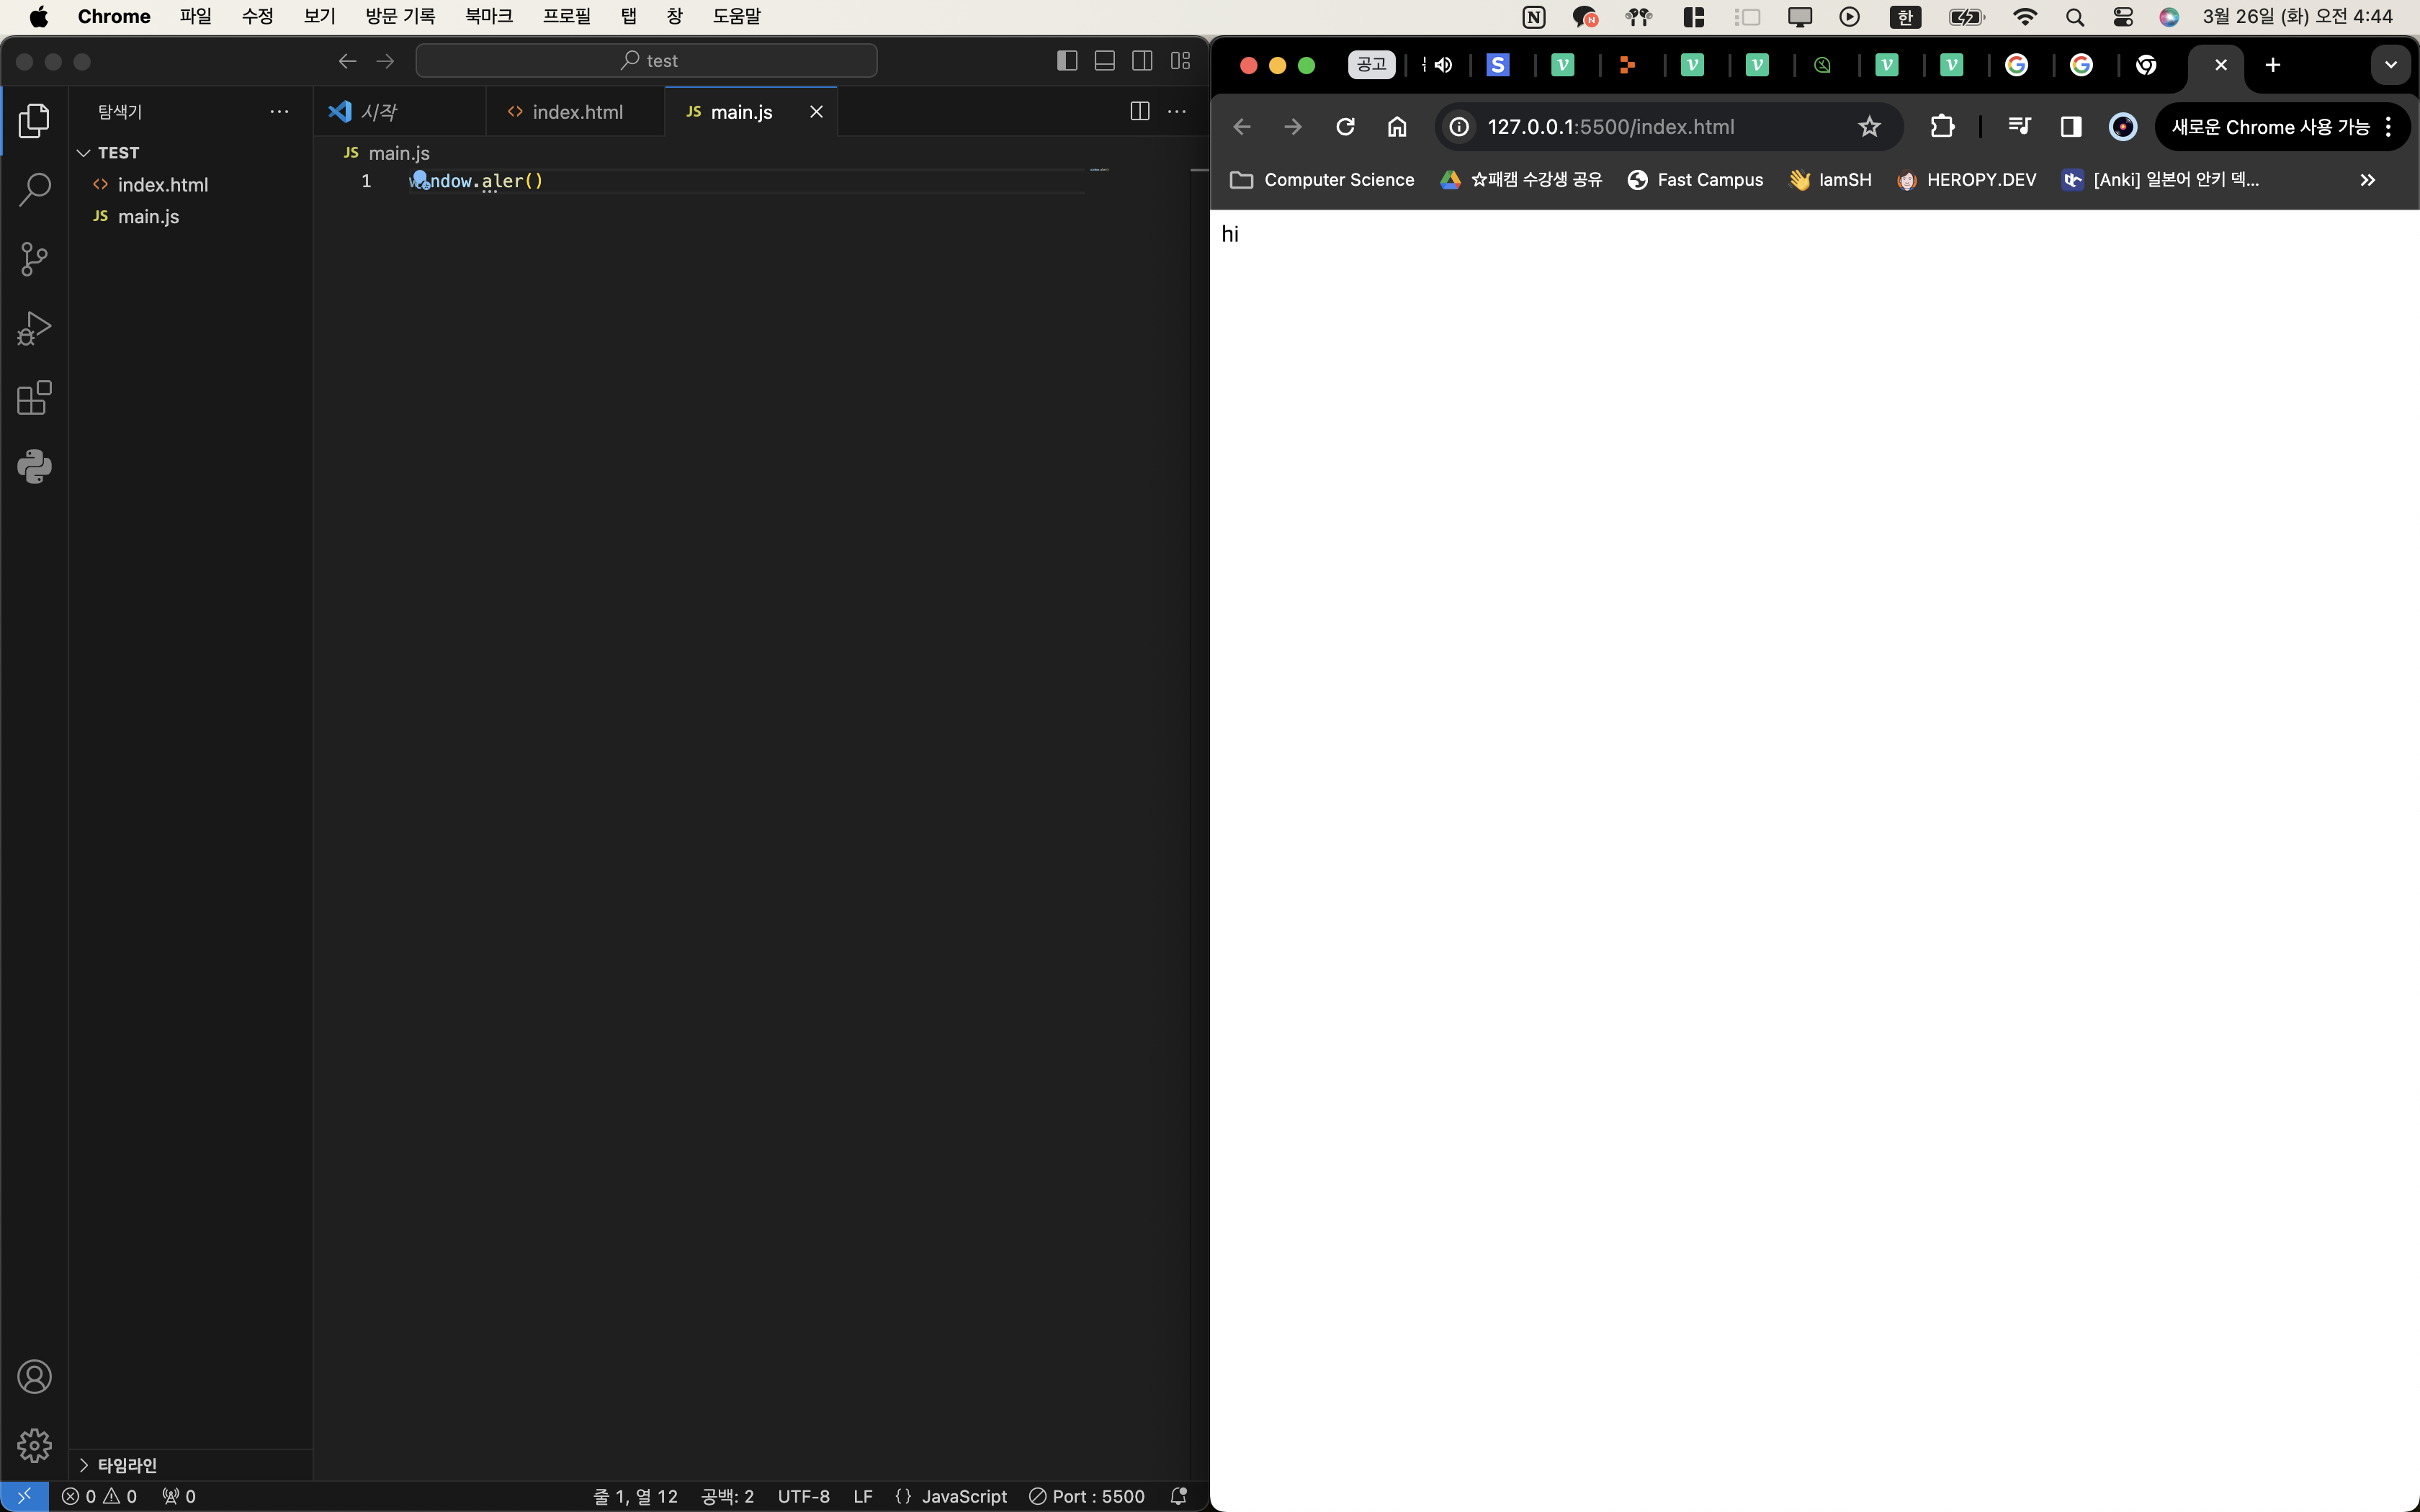 Chrome 파일 수정 보기 방문 기록 북마크 프로필 탭 창 도움말 한 3월 26일 (화) 오전 4:44
test
탐색기
시작
index.html
main.js
TEST
index.html
main.js
main.js
1 window.aler()
타임라인
0 0 0 줄 1, 열 12 공백: 2 UTF-8 LF {} JavaScript Port : 5500
공고
127.0.0.1:5500/index.html
새로운 Chrome 사용 가능
Computer Science ☆패캠 수강생 공유 Fast Campus IamSH HEROPY.DEV [Anki] 일본어 안키 덱...
hi